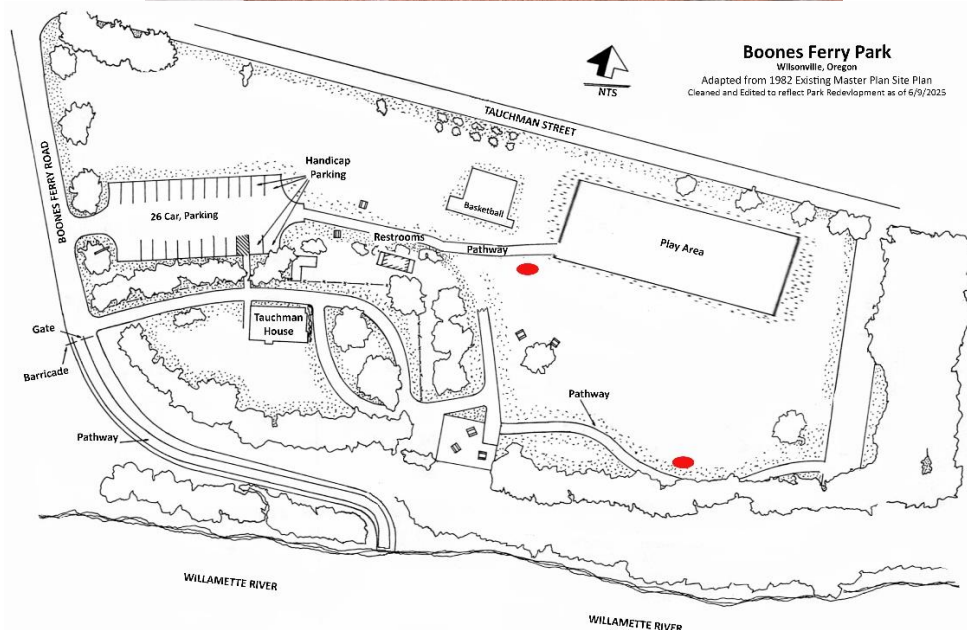 Boones Ferry Park
Wilsonville, Oregon
Adapted from 1982 Existing Master Plan Site Plan
Cleaned and Edited to reflect Park Redevlopment as of 6/9/2025
NTS
TAUCHMAN STREET
BOONES FERRY ROAD
Handicap
Parking
26 Car, Parking
Basketball
Restrooms
Pathway
Play Area
Tauchman
House
Gate
Barricade
Pathway
Pathway
WILLAMETTE RIVER
WILLAMETTE RIVER